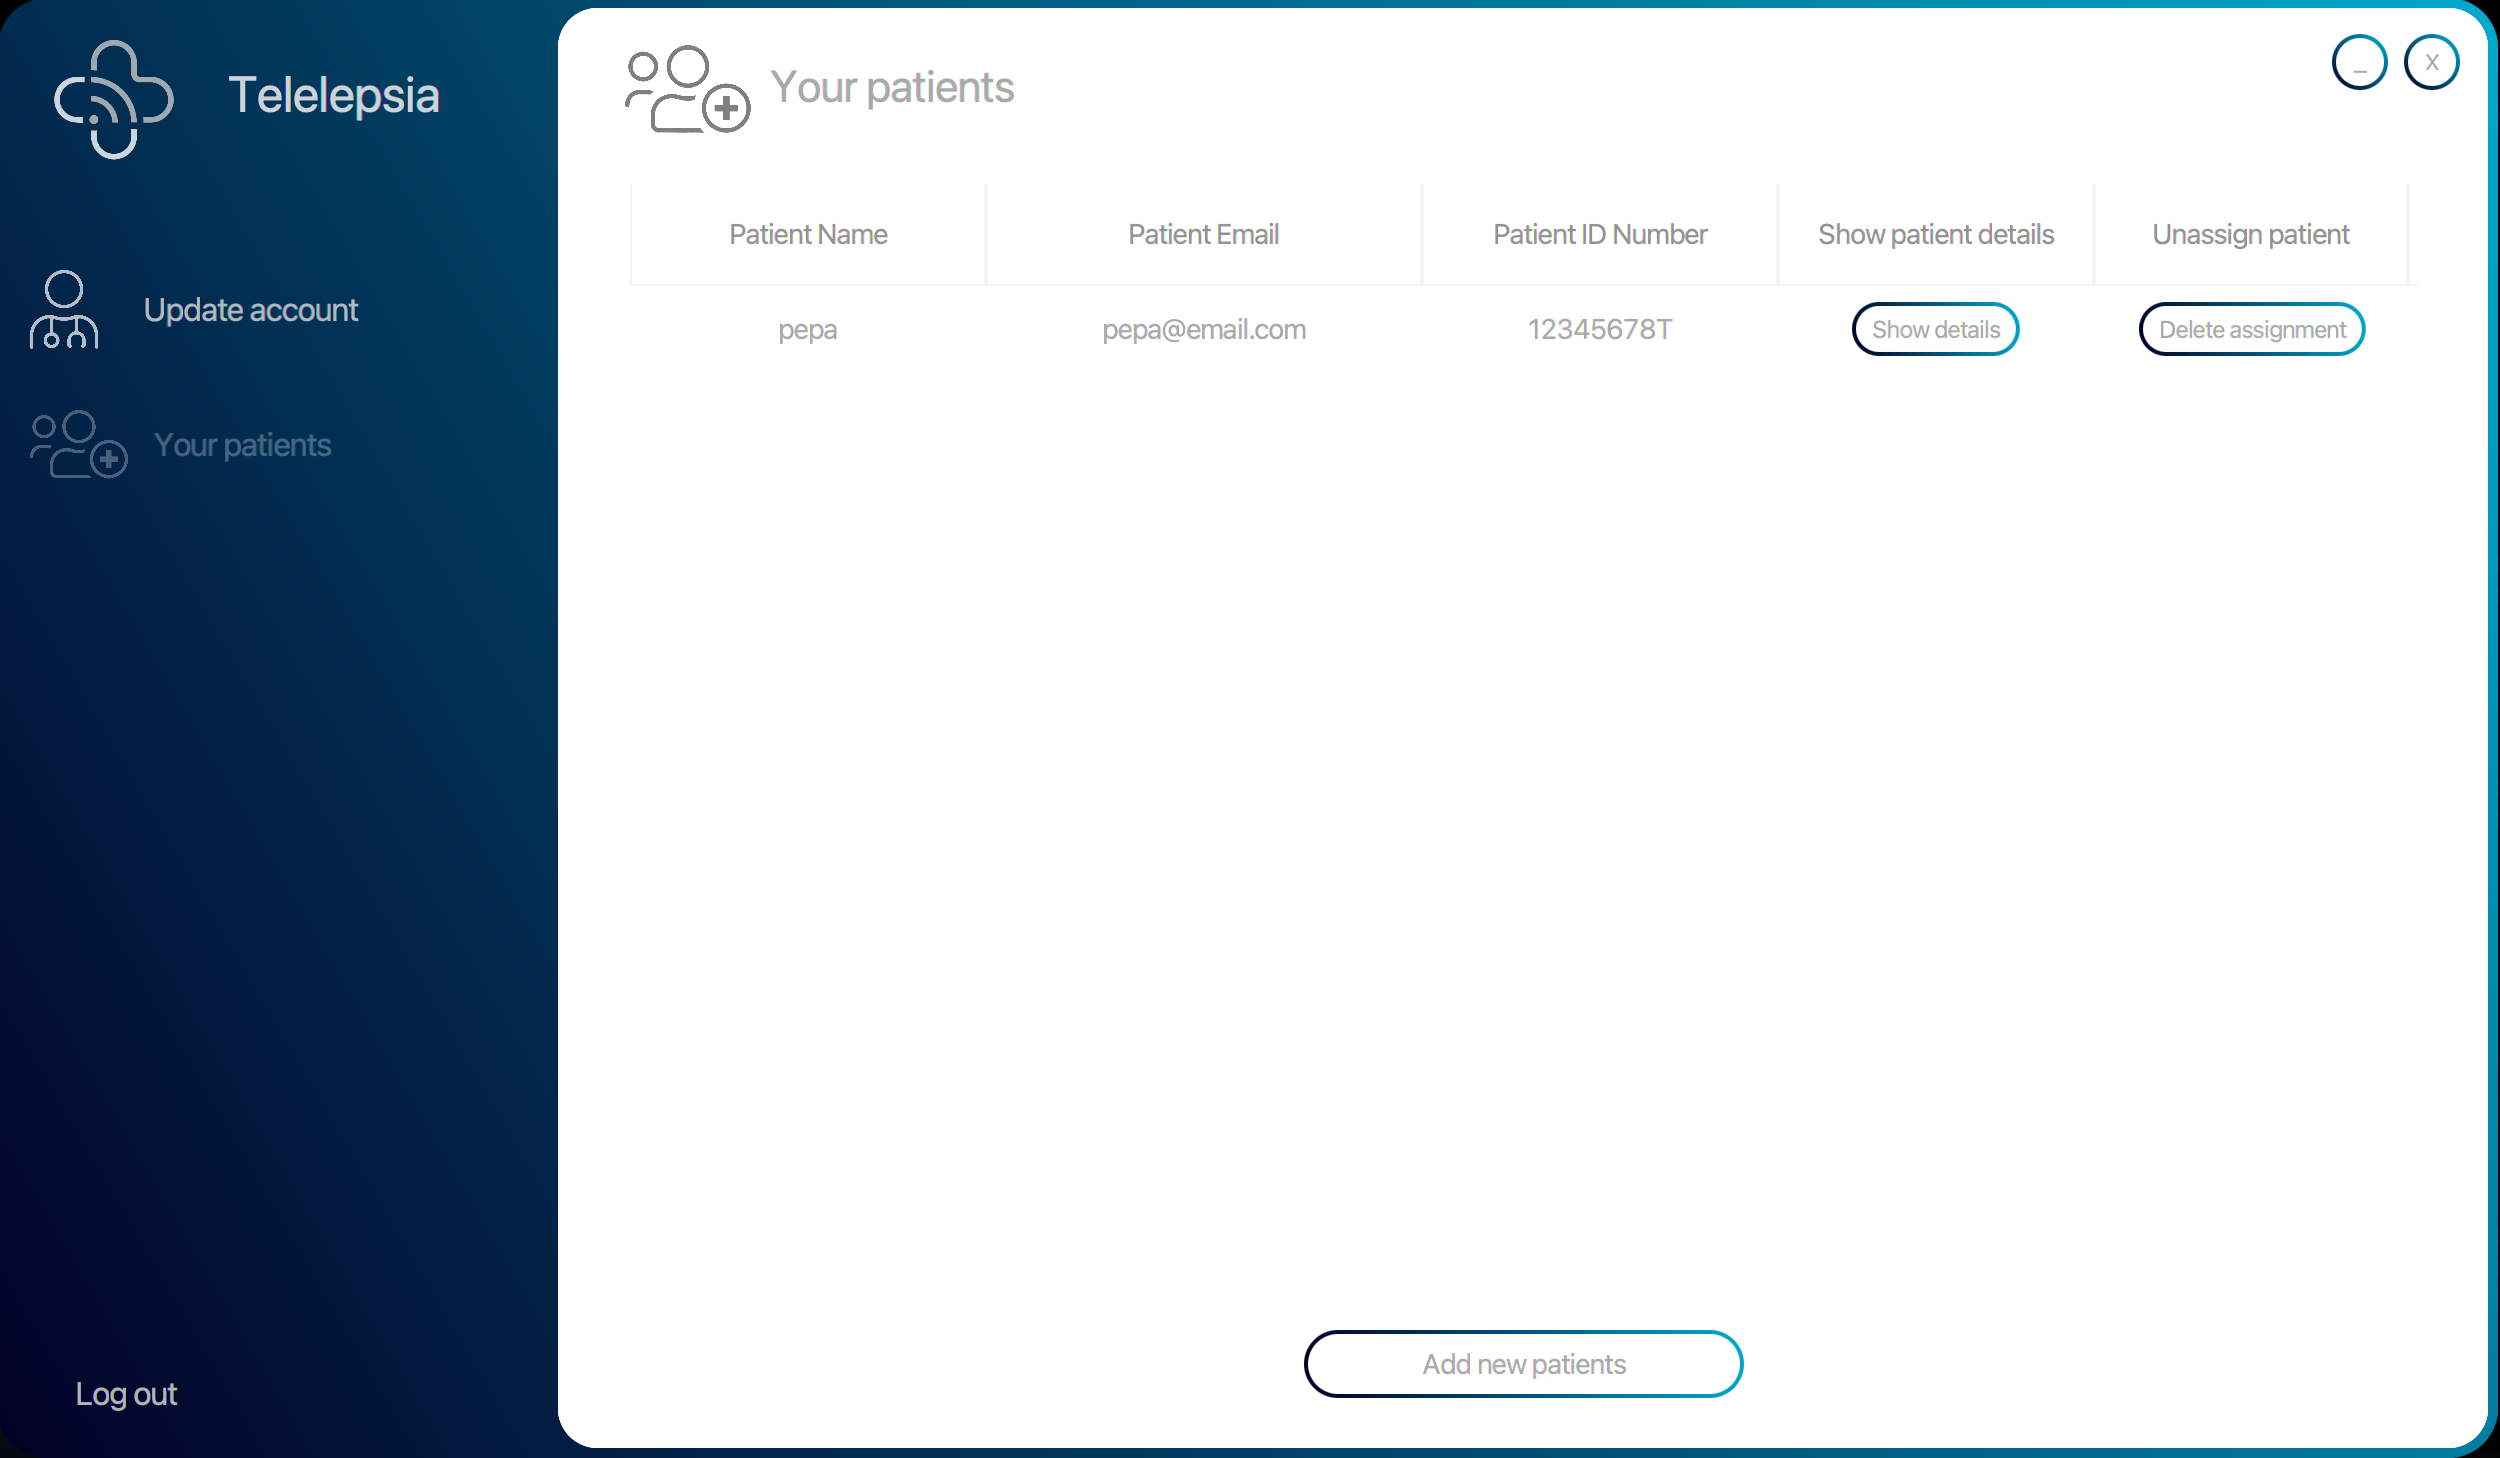 Telelepsia
Update account
Your patients
Log out
Your patients
_ X
Patient Name Patient Email Patient ID Number Show patient details Unassign patient
pepa pepa@email.com 12345678T Show details Delete assignment
Add new patients